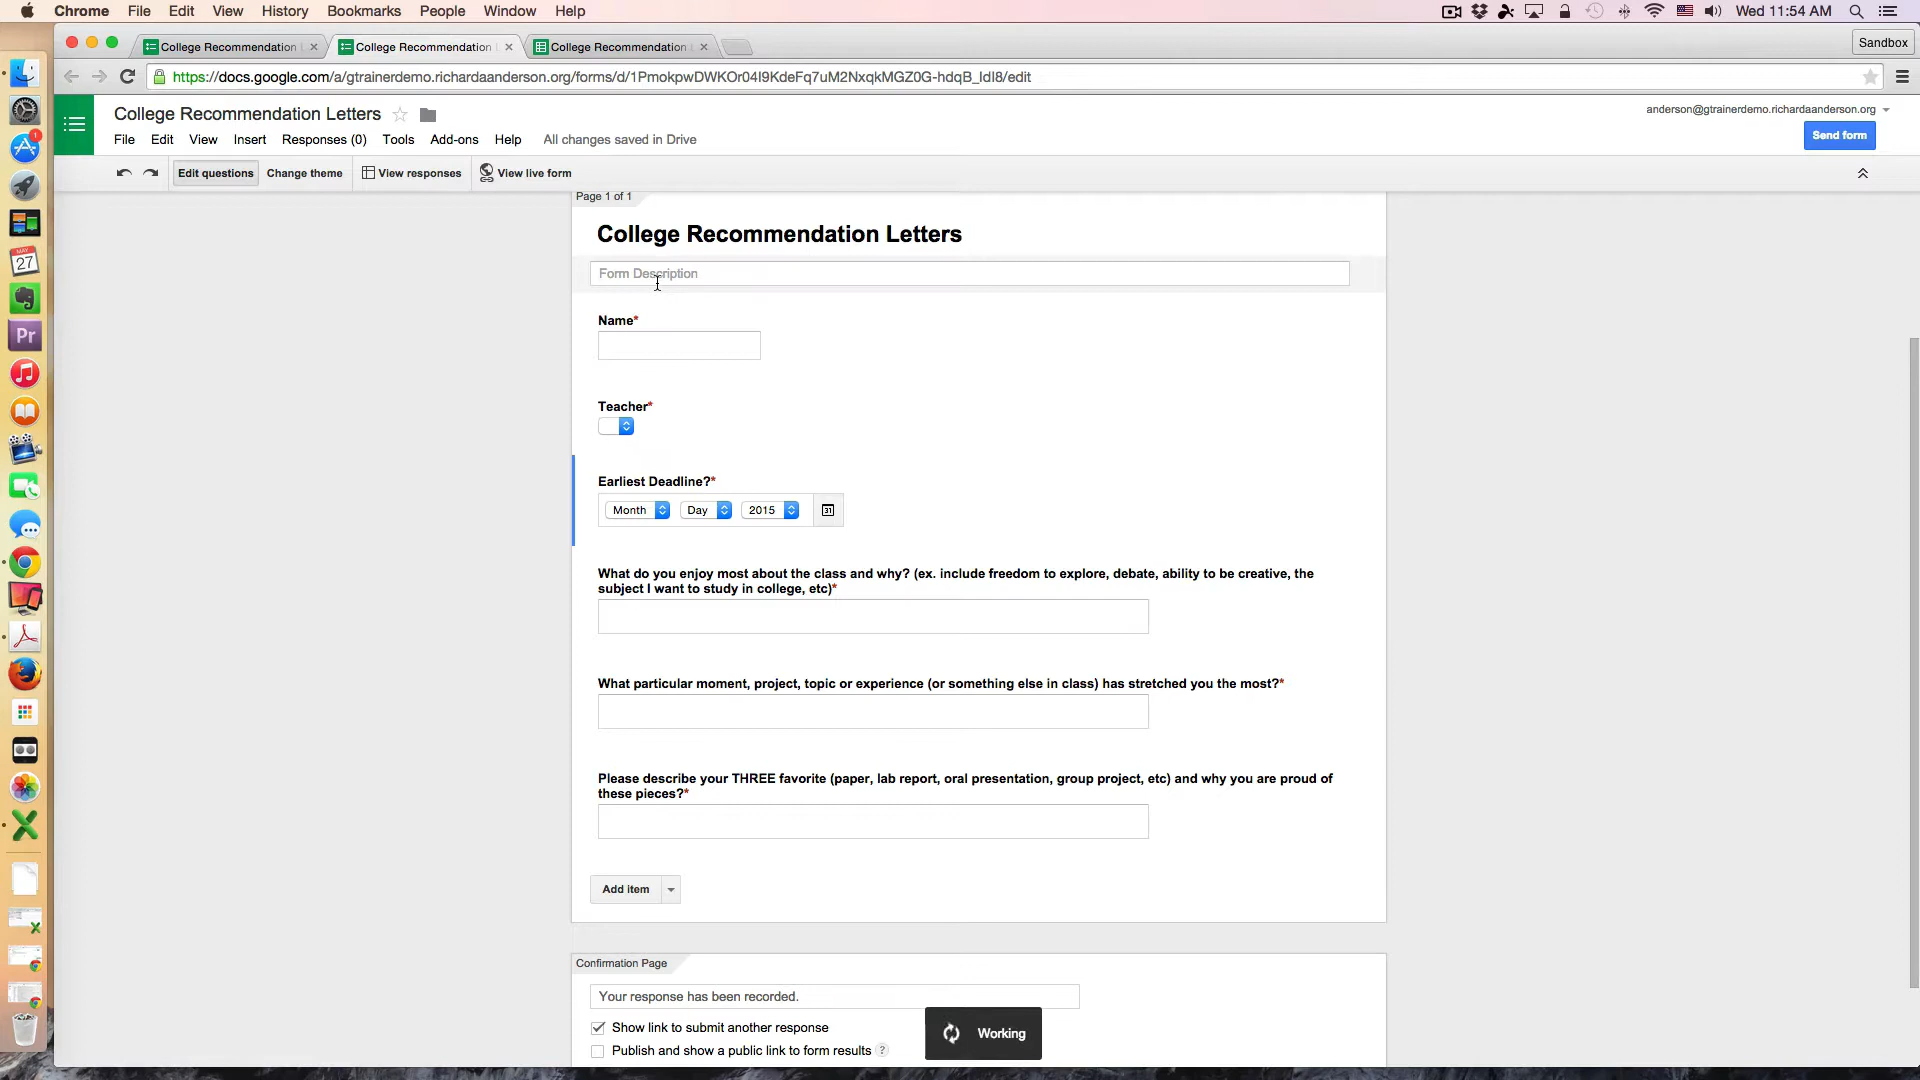 Chrome File Edit View History Bookmarks People Window Help
Wed 11:54 AM
College Recommendation
College Recommendation
College Recommendation
Sandbox
https://docs.google.com/a/gtrainerdemo.richardaanderson.org/forms/d/1PmokpwDWKOr04I9KdeFq7uM2NxqkMGZ0G-hdqB_IdI8/edit
College Recommendation Letters
anderson@gtrainerdemo.richardaanderson.org
File Edit View Insert Responses (0) Tools Add-ons Help All changes saved in Drive
Send form
Edit questions Change theme View responses View live form
Page 1 of 1
College Recommendation Letters
Form Description
Name*
Teacher*
Earliest Deadline?*
Month Day 2015 31
What do you enjoy most about the class and why? (ex. include freedom to explore, debate, ability to be creative, the
subject I want to study in college, etc)*
What particular moment, project, topic or experience (or something else in class) has stretched you the most?*
Please describe your THREE favorite (paper, lab report, oral presentation, group project, etc) and why you are proud of
these pieces?*
Add item
Confirmation Page
Your response has been recorded.
Show link to submit another response
Publish and show a public link to form results ?
Working
1
MAY
27
Pr